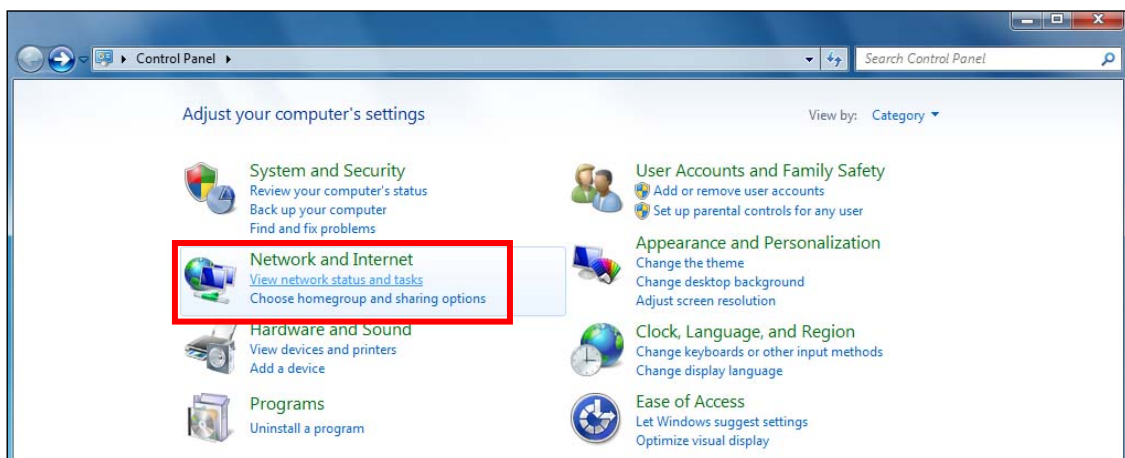 Control Panel
Search Control Panel
Adjust your computer's settings
View by: Category
System and Security
Review your computer's status
Back up your computer
Find and fix problems
Network and Internet
View network status and tasks
Choose homegroup and sharing options
Hardware and Sound
View devices and printers
Add a device
Programs
Uninstall a program
User Accounts and Family Safety
Add or remove user accounts
Set up parental controls for any user
Appearance and Personalization
Change the theme
Change desktop background
Adjust screen resolution
Clock, Language, and Region
Change keyboards or other input methods
Change display language
Ease of Access
Let Windows suggest settings
Optimize visual display